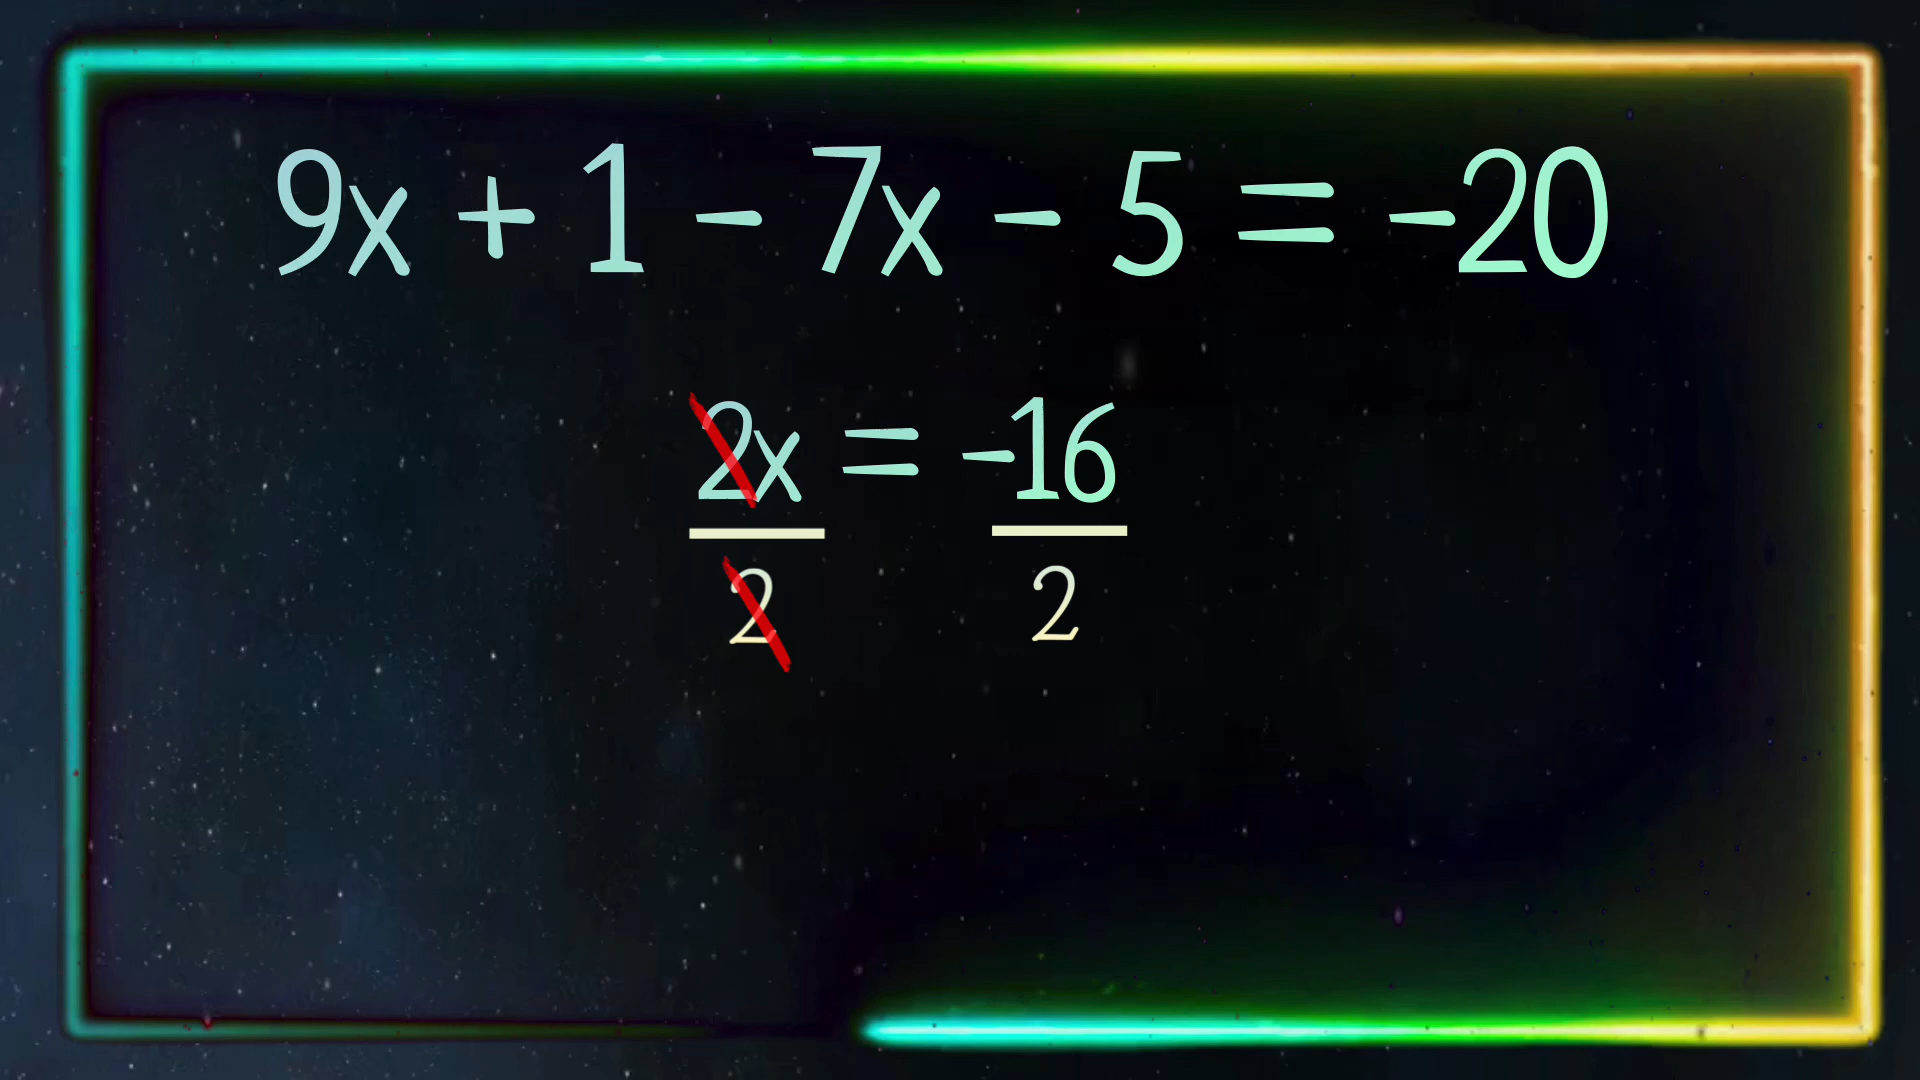 9x + 1 - 7x - 5 = -20
2x = -16
2 2